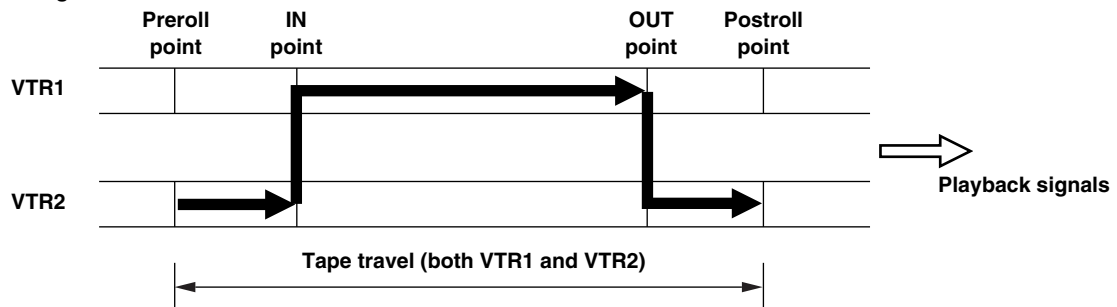 Preroll point
IN point
OUT point
Postroll point
VTR1
VTR2
Playback signals
Tape travel (both VTR1 and VTR2)